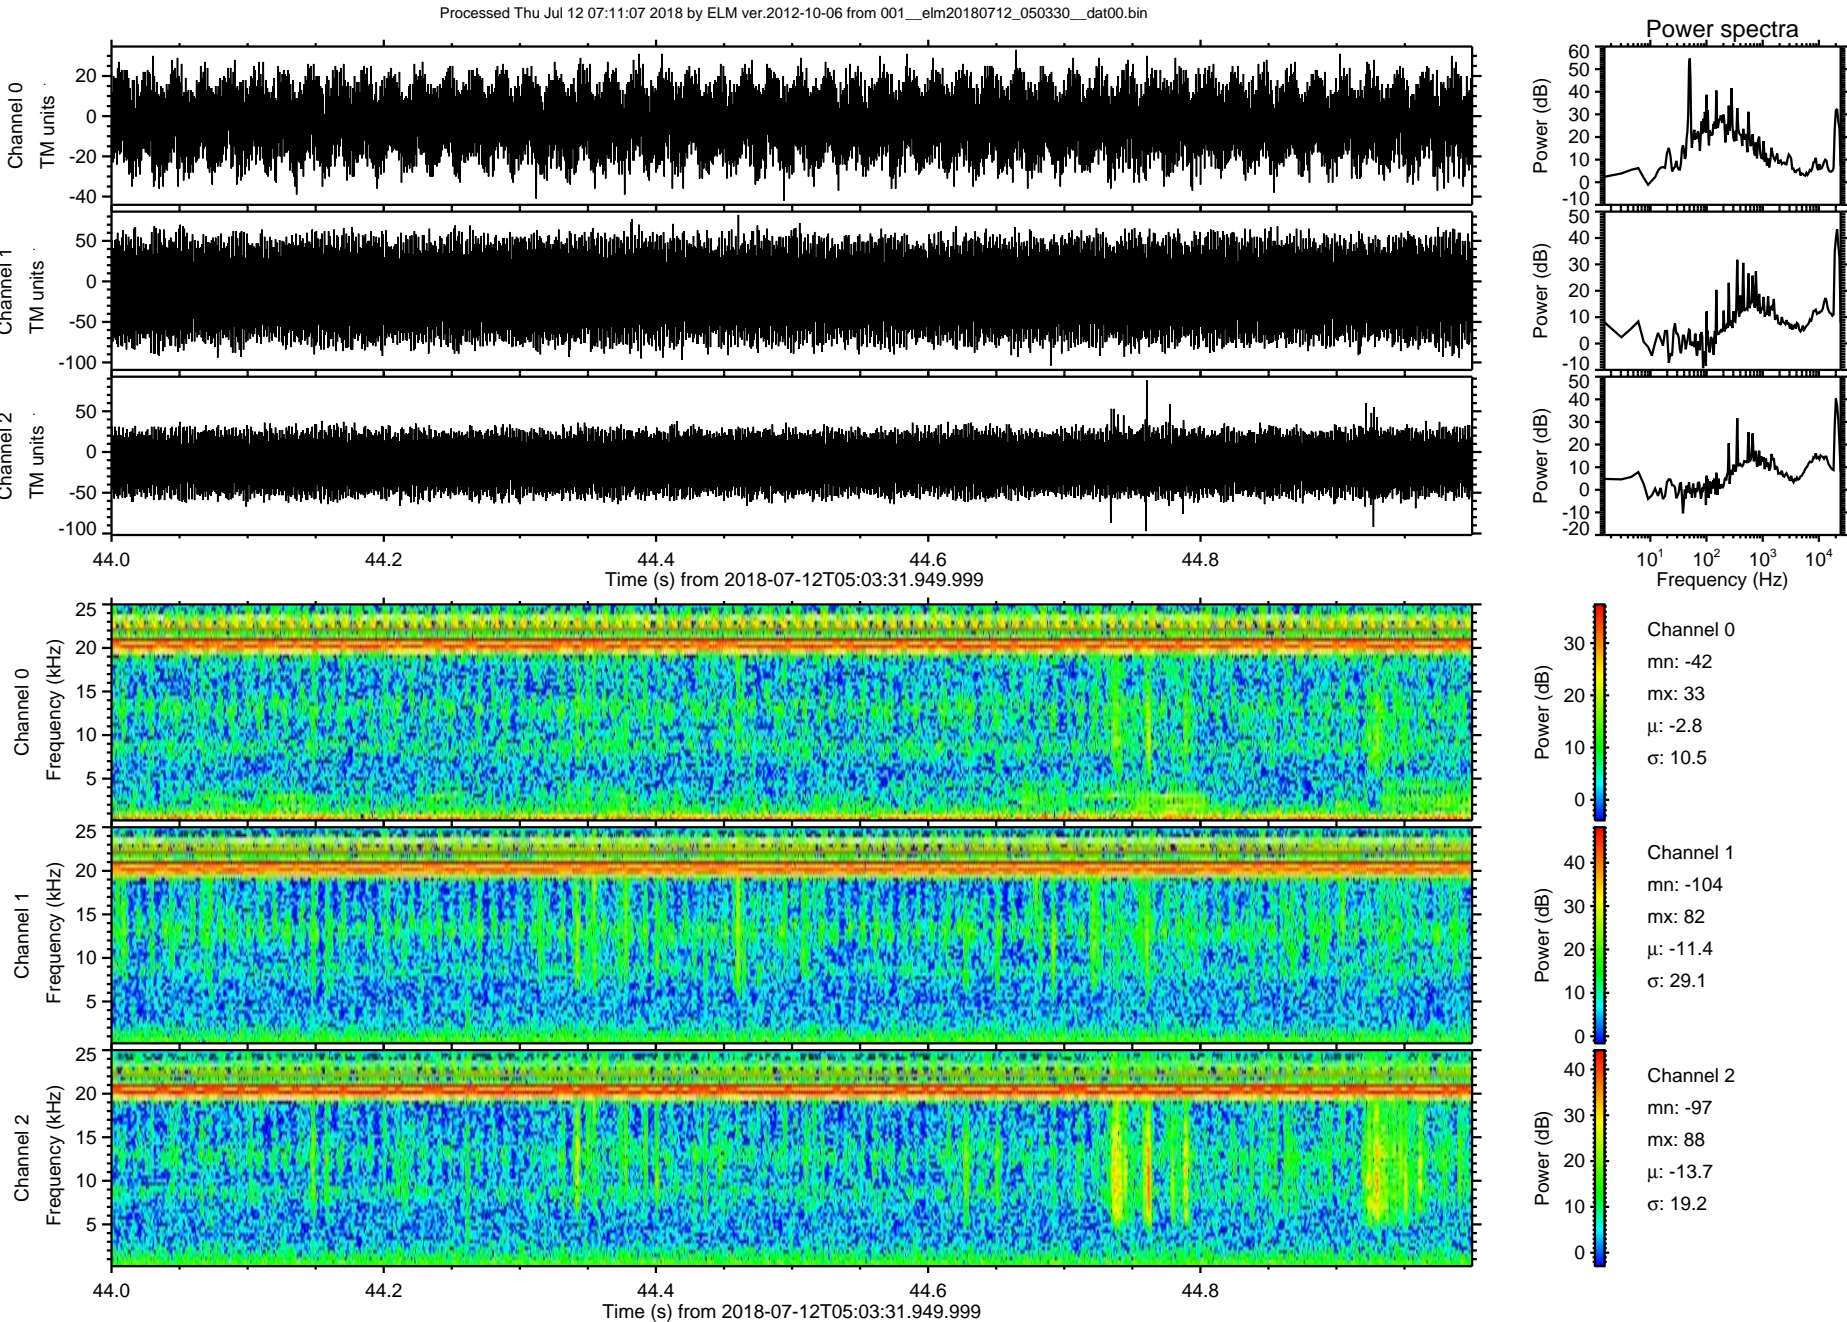 Processed Thu Jul 12 07:11:07 2018 by ELM ver.2012-10-06 from 001__elm20180712_050330__dat00.bin
Power spectra
Channel 0
TM units
20
0
-20
-40
Power (dB)
60
50
40
30
20
10
0
-10
Channel 1
TM units
50
0
-50
-100
Power (dB)
50
40
30
20
10
0
-10
Channel 2
TM units
50
0
-50
-100
Power (dB)
50
40
30
20
10
0
-10
-20
44.0 44.2 44.4 44.6 44.8
Time (s) from 2018-07-12T05:03:31.949.999
10¹ 10² 10³ 10⁴
Frequency (Hz)
Channel 0
Frequency (kHz)
25
20
15
10
5
Power (dB)
30
20
10
0
Channel 0
mn: -42
mx: 33
μ: -2.8
σ: 10.5
Channel 1
Frequency (kHz)
25
20
15
10
5
Power (dB)
40
30
20
10
0
Channel 1
mn: -104
mx: 82
μ: -11.4
σ: 29.1
Channel 2
Frequency (kHz)
25
20
15
10
5
Power (dB)
40
30
20
10
0
Channel 2
mn: -97
mx: 88
μ: -13.7
σ: 19.2
44.0 44.2 44.4 44.6 44.8
Time (s) from 2018-07-12T05:03:31.949.999